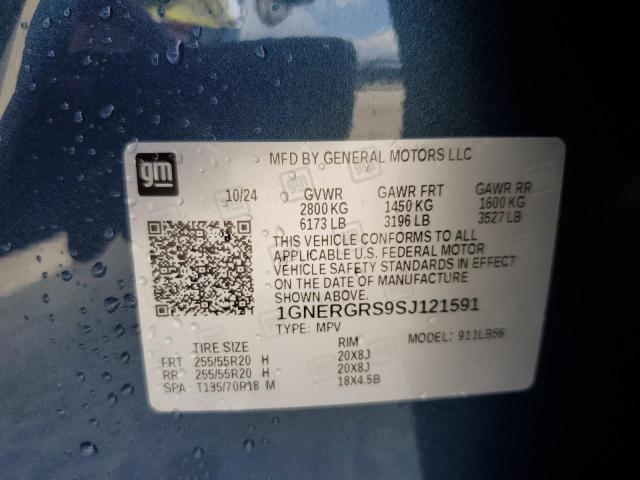 gm
MFD BY GENERAL MOTORS LLC
10/24 GVWR GAWR FRT GAWR RR
2800 KG 1450 KG 1600 KG
6173 LB 3196 LB 3527 LB
THIS VEHICLE CONFORMS TO ALL
APPLICABLE U.S. FEDERAL MOTOR
VEHICLE SAFETY STANDARDS IN EFFECT
ON THE DATE OF MANUFACTURE
SHOWN ABOVE.
1GNERGRS9SJ121591
TYPE: MPV MODEL: 911LB56
TIRE SIZE RIM
FRT 255/55R20 H 20X8J
RR 255/55R20 H 20X8J
SPA T135/70R18 M 18X4.5B